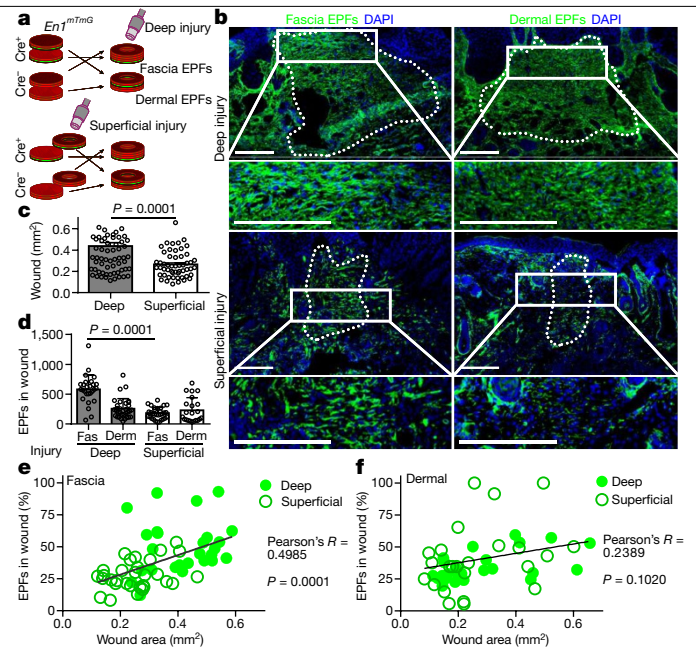 a
En1mTmG
Cre+
Cre−
Deep injury
Fascia EPFs
Dermal EPFs
Superficial injury
Cre+
Cre−
b
Fascia EPFs DAPI
Dermal EPFs DAPI
Deep injury
Superficial injury
c
P = 0.0001
Wound (mm2)
0.6
0.4
0.2
0.0
Deep
Superficial
d
P = 0.0001
EPFs in wound
1,500
1,000
500
0
Fas Derm Fas Derm
Injury
Deep
Superficial
e
Fascia
Deep
Superficial
EPFs in wound (%)
100
75
50
25
0
0.0 0.2 0.4 0.6
Wound area (mm2)
Pearson's R =
0.4985
P = 0.0001
f
Dermal
Deep
Superficial
EPFs in wound (%)
100
75
50
25
0
0.0 0.2 0.4 0.6
Wound area (mm2)
Pearson's R =
0.2389
P = 0.1020